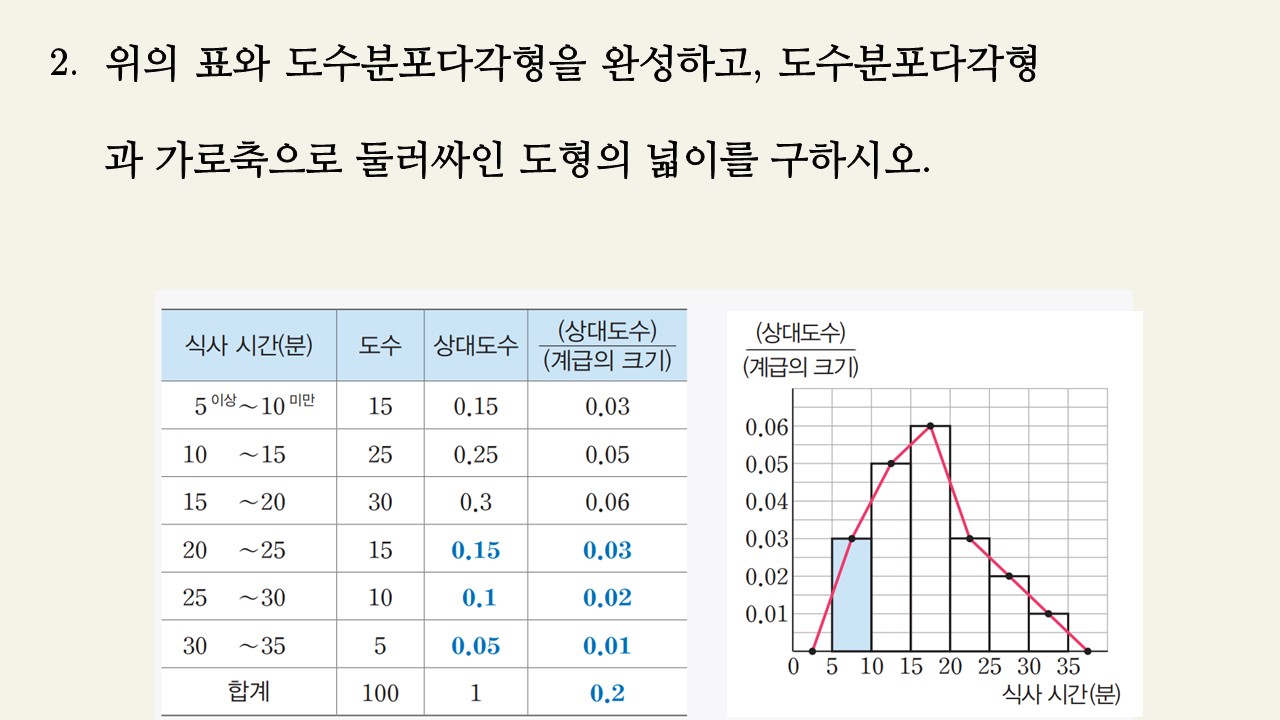 2. 위의 표와 도수분포다각형을 완성하고, 도수분포다각형
과 가로축으로 둘러싸인 도형의 넓이를 구하시오.
식사 시간(분) 도수 상대도수 (상대도수)/(계급의 크기)
5이상~10미만 15 0.15 0.03
10 ~15 25 0.25 0.05
15 ~20 30 0.3 0.06
20 ~25 15 0.15 0.03
25 ~30 10 0.1 0.02
30 ~35 5 0.05 0.01
합계 100 1 0.2
(상대도수)
(계급의 크기)
0.06
0.05
0.04
0.03
0.02
0.01
0 5 10 15 20 25 30 35
식사 시간(분)